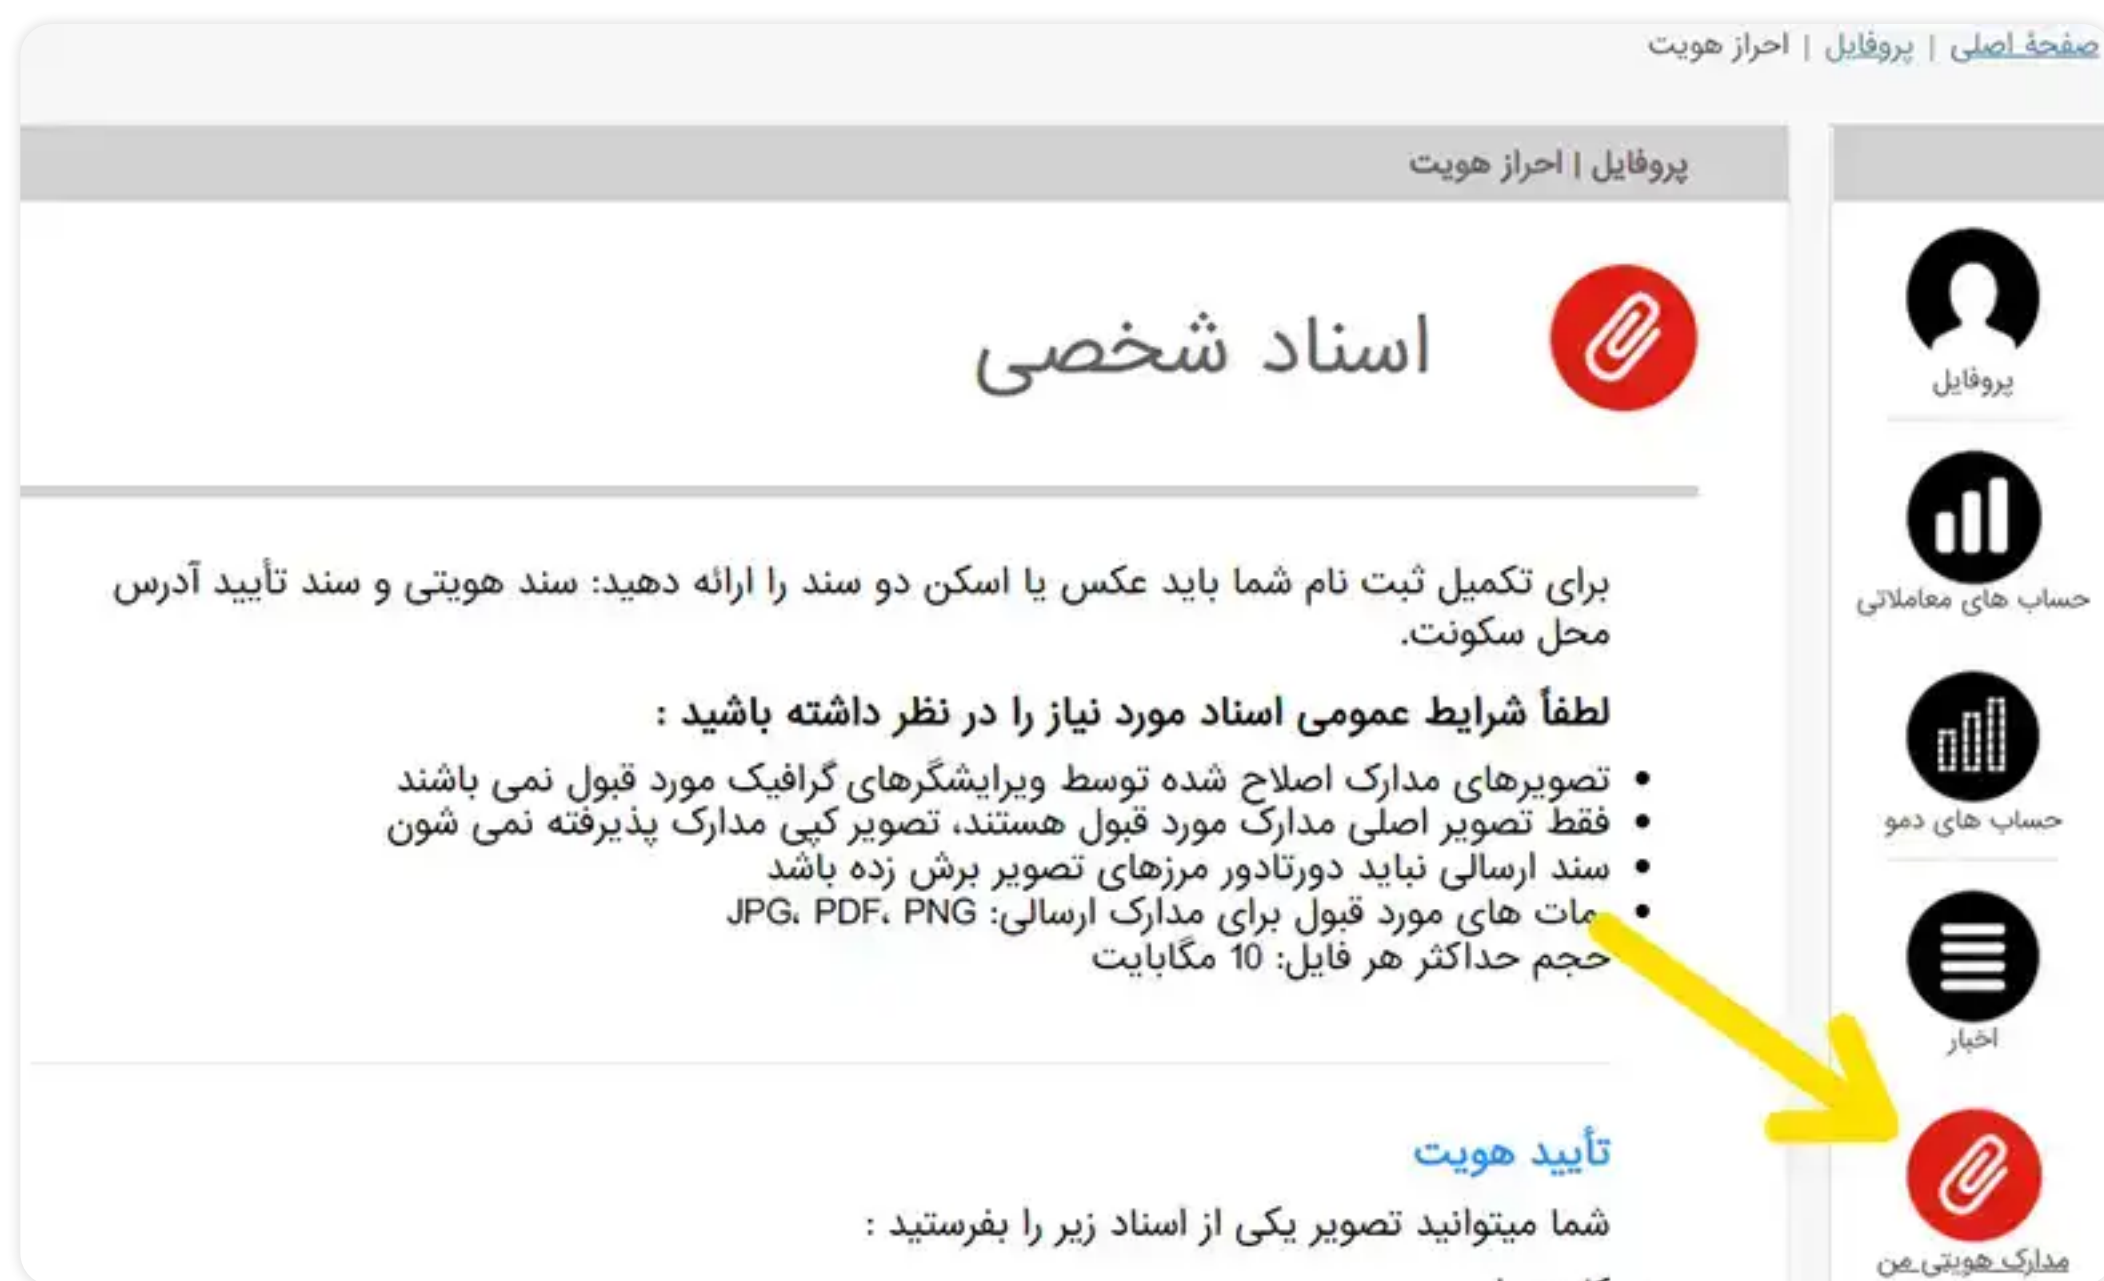 صفحهٔ اصلی | پروفایل | احراز هویت
پروفایل | احراز هویت
اسناد شخصی
برای تکمیل ثبت نام شما باید عکس یا اسکن دو سند را ارائه دهید: سند هویتی و سند تأیید آدرس
محل سکونت.
لطفاً شرایط عمومی اسناد مورد نیاز را در نظر داشته باشید :
• تصویرهای مدارک اصلاح شده توسط ویرایشگرهای گرافیک مورد قبول نمی باشند
• فقط تصویر اصلی مدارک مورد قبول هستند، تصویر کپی مدارک پذیرفته نمی شون
• سند ارسالی نباید دورتادور مرزهای تصویر برش زده باشد
• مات های مورد قبول برای مدارک ارسالی: JPG، PDF، PNG
حجم حداکثر هر فایل: 10 مگابایت
تأیید هویت
شما میتوانید تصویر یکی از اسناد زیر را بفرستید :
پروفایل
حساب های معاملاتی
حساب های دمو
اخبار
مدارک هویتی من